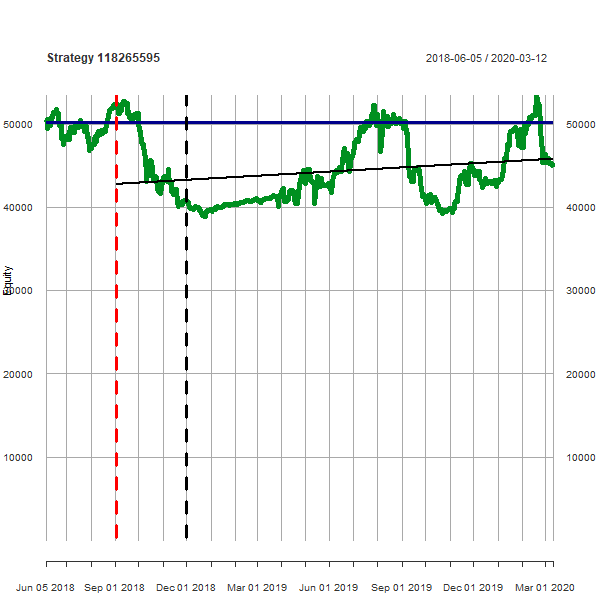 Strategy 118265595 2018-06-05 / 2020-03-12
50000 50000
40000 40000
Equity
30000 30000
20000 20000
10000 10000
Jun 05 2018 Sep 01 2018 Dec 01 2018 Mar 01 2019 Jun 01 2019 Sep 01 2019 Dec 01 2019 Mar 01 2020